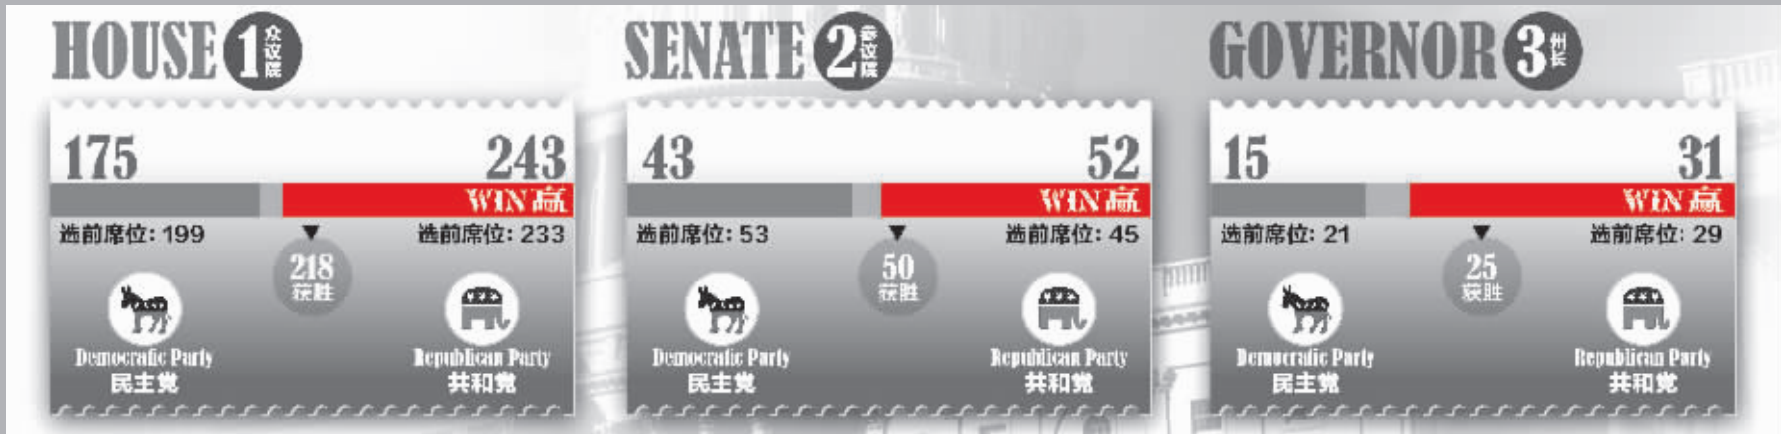 HOUSE 1 众议院
175 243
WIN 赢
选前席位: 199 选前席位: 233
218
获胜
Democratic Party Republican Party
民主党 共和党
SENATE 2 参议院
43 52
WIN 赢
选前席位: 53 选前席位: 45
50
获胜
Democratic Party Republican Party
民主党 共和党
GOVERNOR 3 州长
15 31
WIN 赢
选前席位: 21 选前席位: 29
25
获胜
Democratic Party Republican Party
民主党 共和党